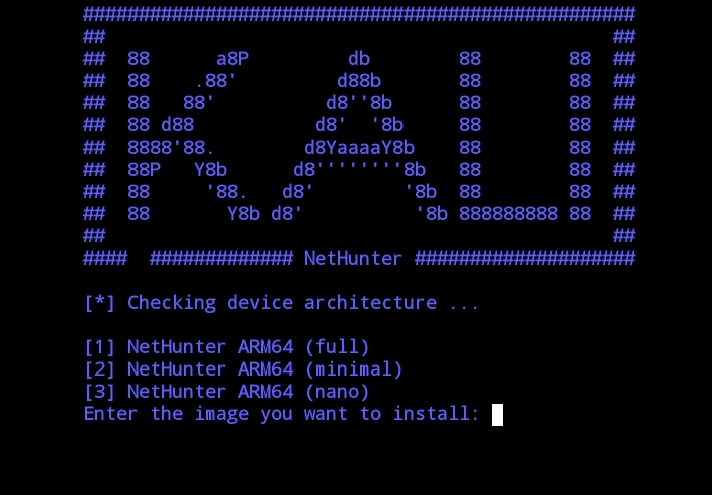 ##################################################
##                                              ##
##  88      a8P         db          88        88  ##
##  88    .88'         d88b         88        88  ##
##  88   88'          d8''8b        88        88  ##
##  88 d88           d8'  '8b       88        88  ##
##  8888'88.        d8YaaaaY8b      88        88  ##
##  88P   Y8b      d8''''''''8b     88        88  ##
##  88     '88.   d8'        '8b    88        88  ##
##  88       Y8b d8'          '8b 888888888 88  ##
##                                              ##
####  ############# NetHunter ####################
[*] Checking device architecture ...
[1] NetHunter ARM64 (full)
[2] NetHunter ARM64 (minimal)
[3] NetHunter ARM64 (nano)
Enter the image you want to install: